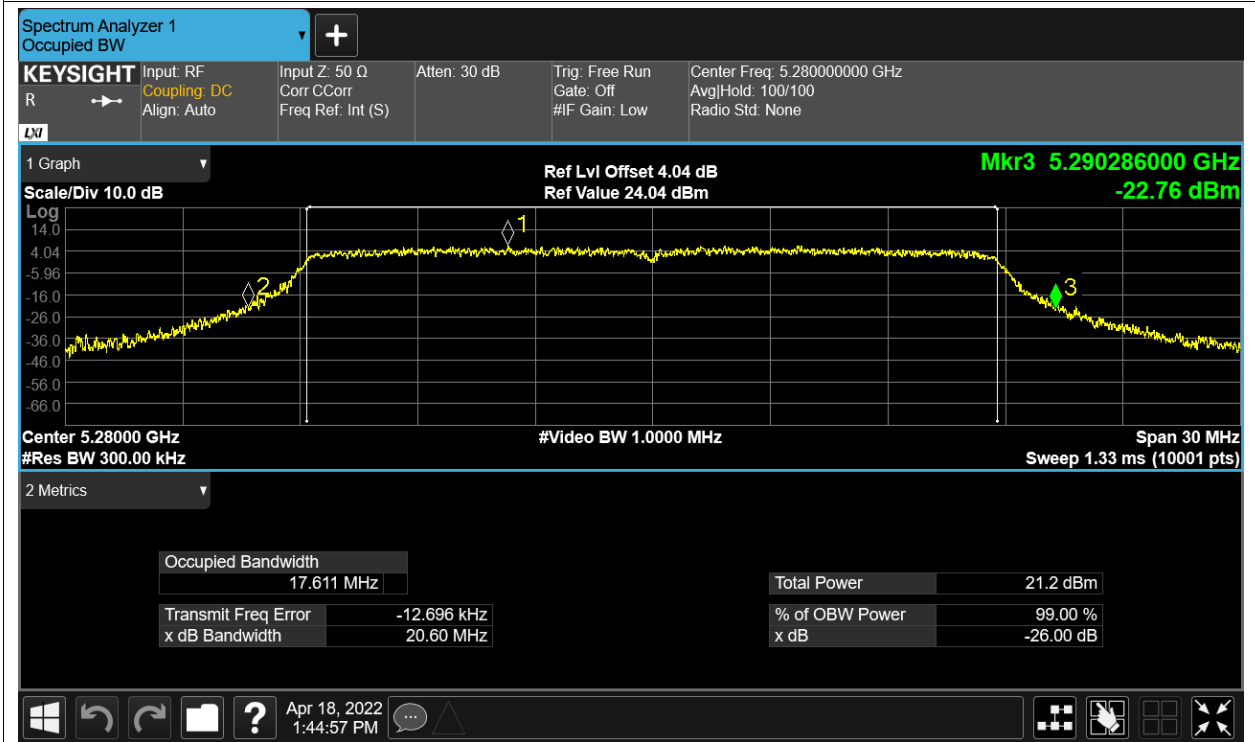 Spectrum Analyzer 1
Occupied BW
KEYSIGHT
R
LXI
Input: RF
Coupling: DC
Align: Auto
Input Z: 50 Ω
Corr CCorr
Freq Ref: Int (S)
Atten: 30 dB
Trig: Free Run
Gate: Off
#IF Gain: Low
Center Freq: 5.280000000 GHz
Avg|Hold: 100/100
Radio Std: None
1 Graph
Scale/Div 10.0 dB
Ref Lvl Offset 4.04 dB
Ref Value 24.04 dBm
Mkr3 5.290286000 GHz
-22.76 dBm
Log
14.0
4.04
-5.96
-16.0
-26.0
-36.0
-46.0
-56.0
-66.0
1
2
3
Center 5.28000 GHz
#Res BW 300.00 kHz
#Video BW 1.0000 MHz
Span 30 MHz
Sweep 1.33 ms (10001 pts)
2 Metrics
Occupied Bandwidth
17.611 MHz
Transmit Freq Error -12.696 kHz
x dB Bandwidth 20.60 MHz
Total Power 21.2 dBm
% of OBW Power 99.00 %
x dB -26.00 dB
?
Apr 18, 2022
1:44:57 PM